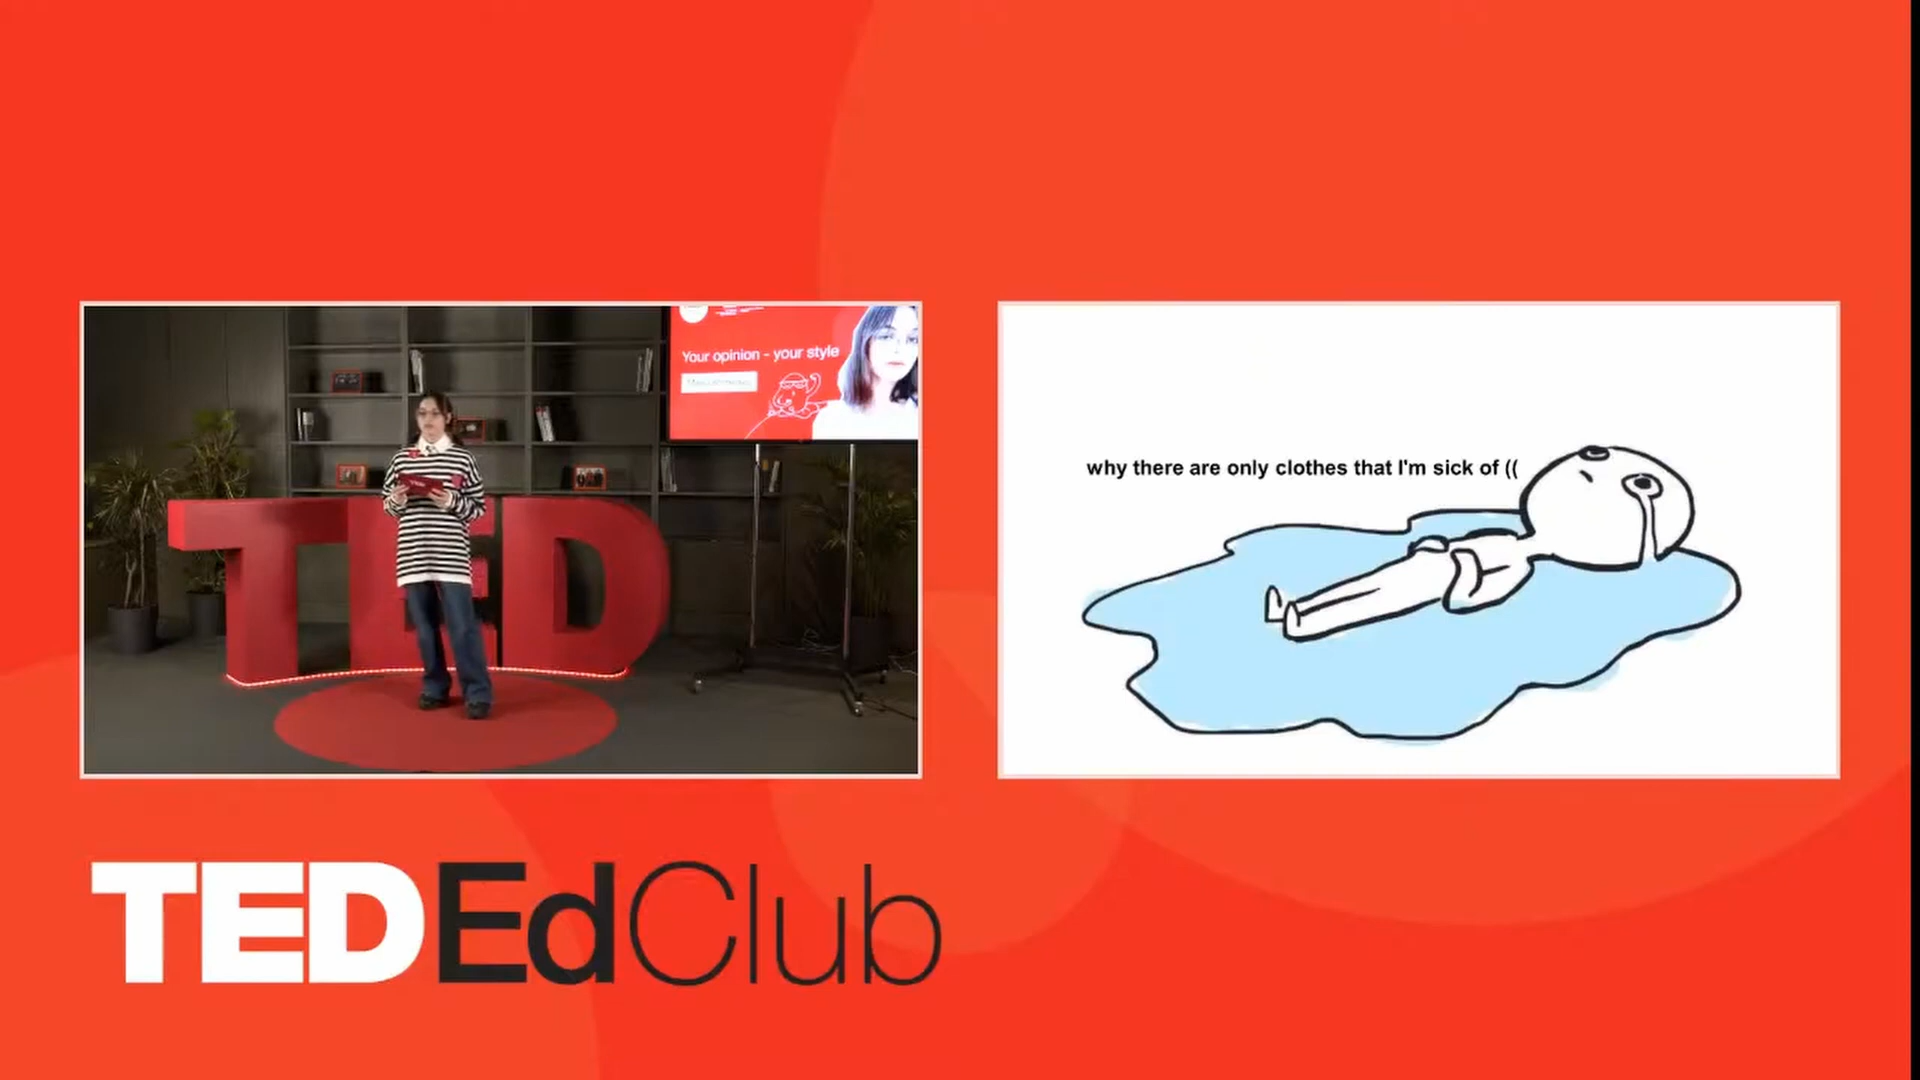 Your opinion - your style
TED
why there are only clothes that I'm sick of ((
TEDEdClub